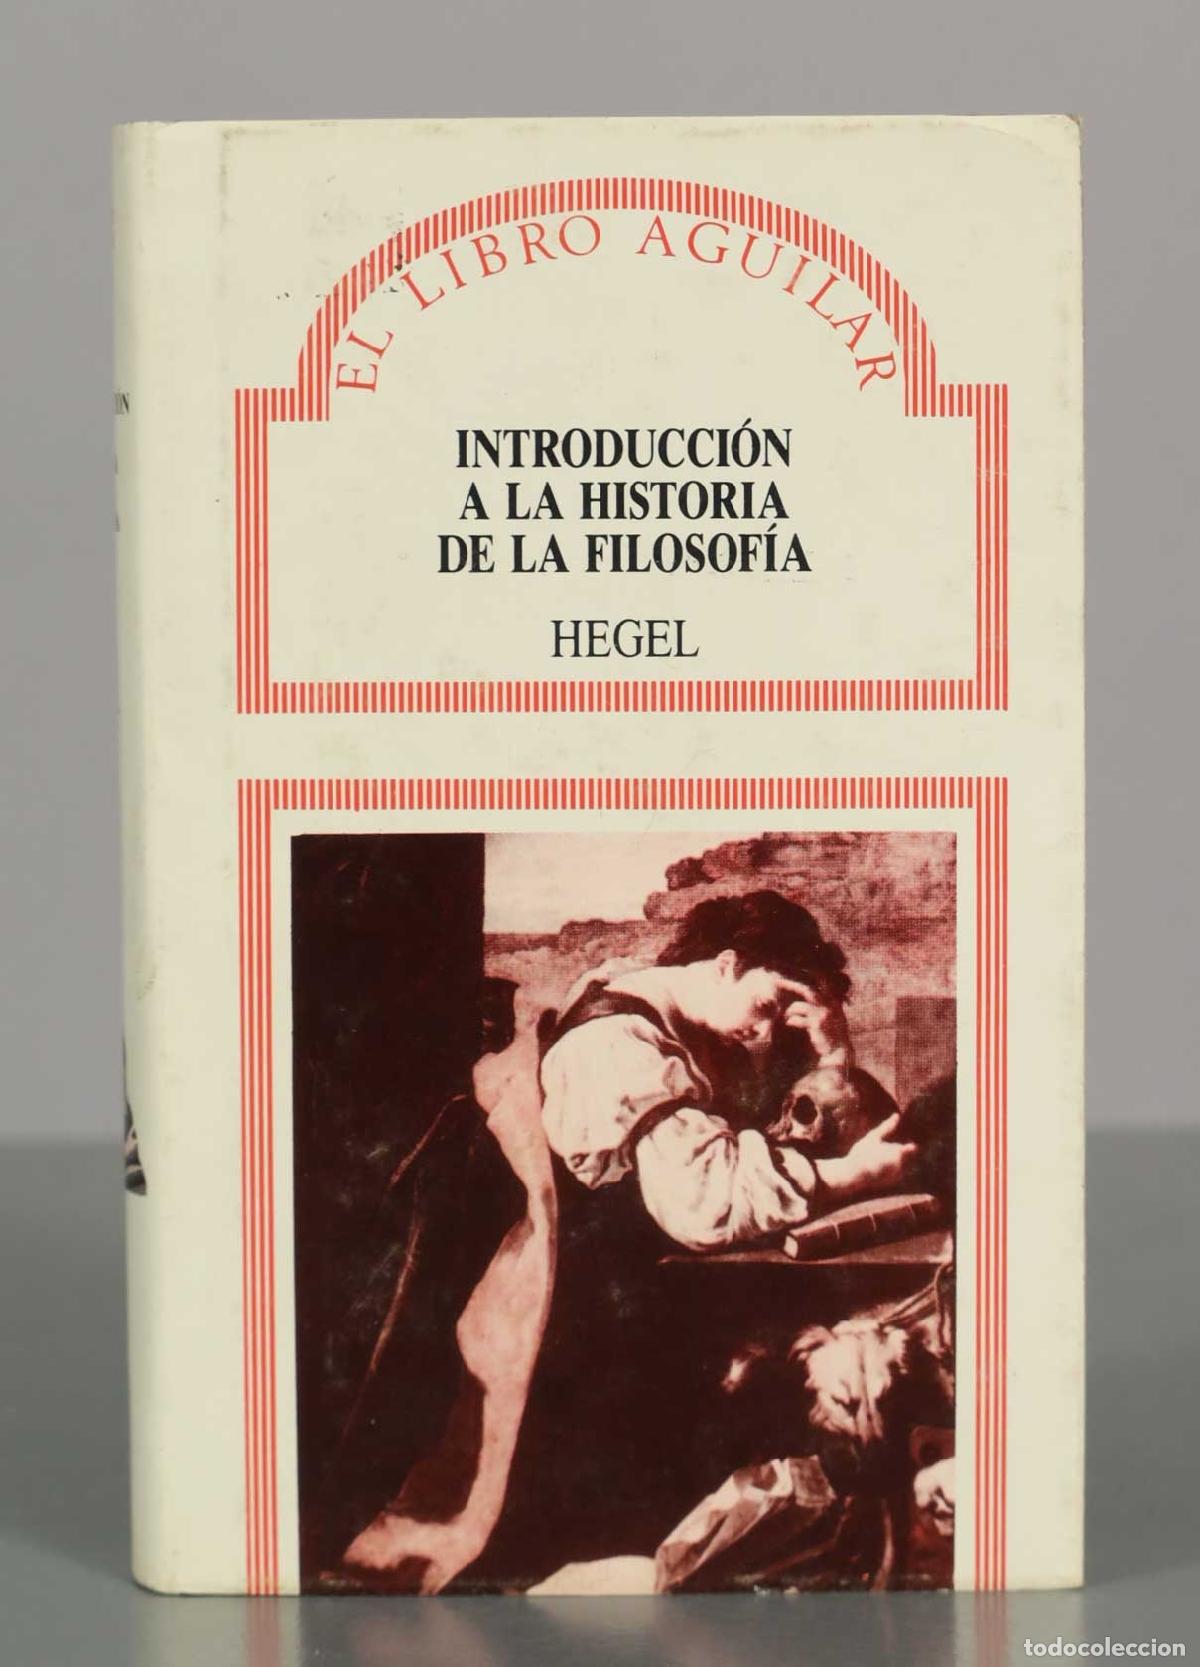 EL LIBRO AGUILAR
INTRODUCCIÓN
A LA HISTORIA
DE LA FILOSOFÍA
HEGEL
todocoleccion